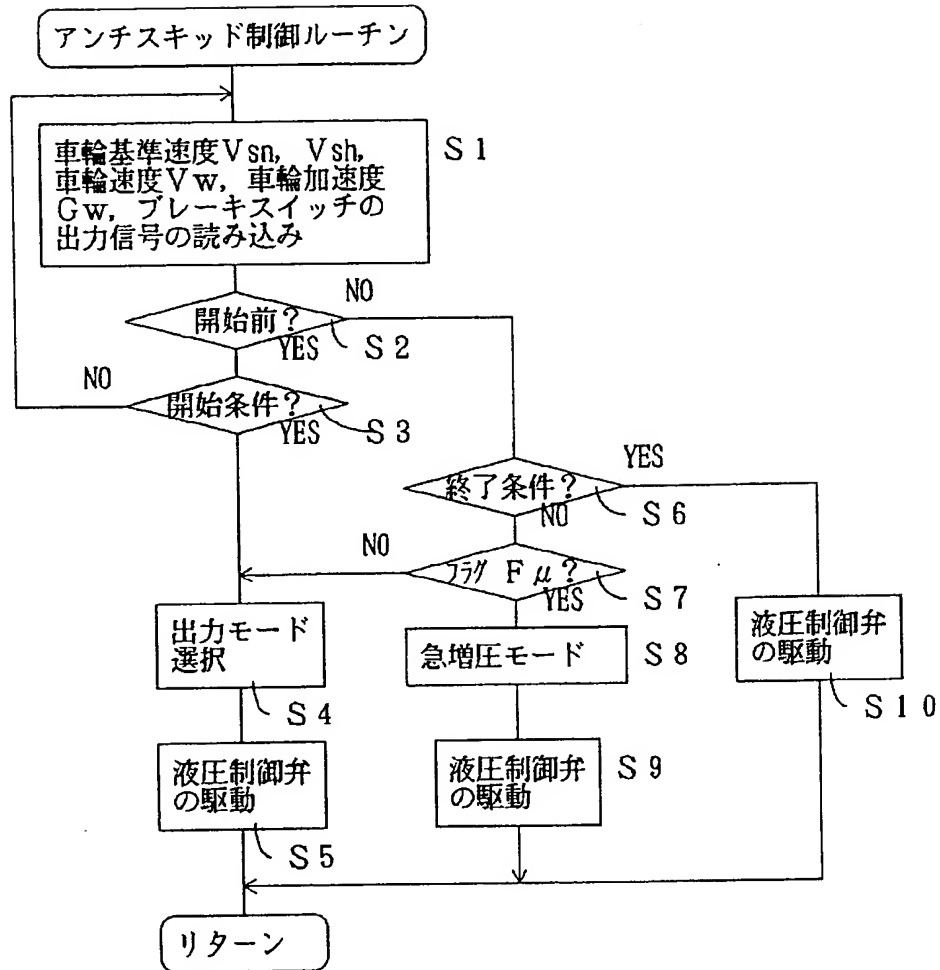 アンチスキッド制御ルーチン
車輪基準速度Vsn, Vsh,
車輪速度Vw, 車輪加速度
Gw, ブレーキスイッチの
出力信号の読み込み
S1
NO
開始前?
YES
S2
NO
開始条件?
YES
S3
YES
終了条件?
NO
S6
NO
フラグ Fμ?
YES
S7
出力モード
選択
S4
急増圧モード
S8
液圧制御弁
の駆動
S10
液圧制御弁
の駆動
S5
液圧制御弁
の駆動
S9
リターン